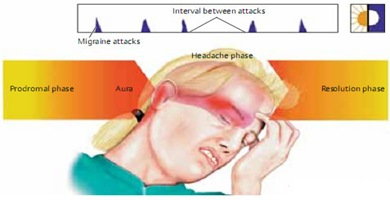 Interval between attacks
Migraine attacks
Headache phase
Prodromal phase
Aura
Resolution phase